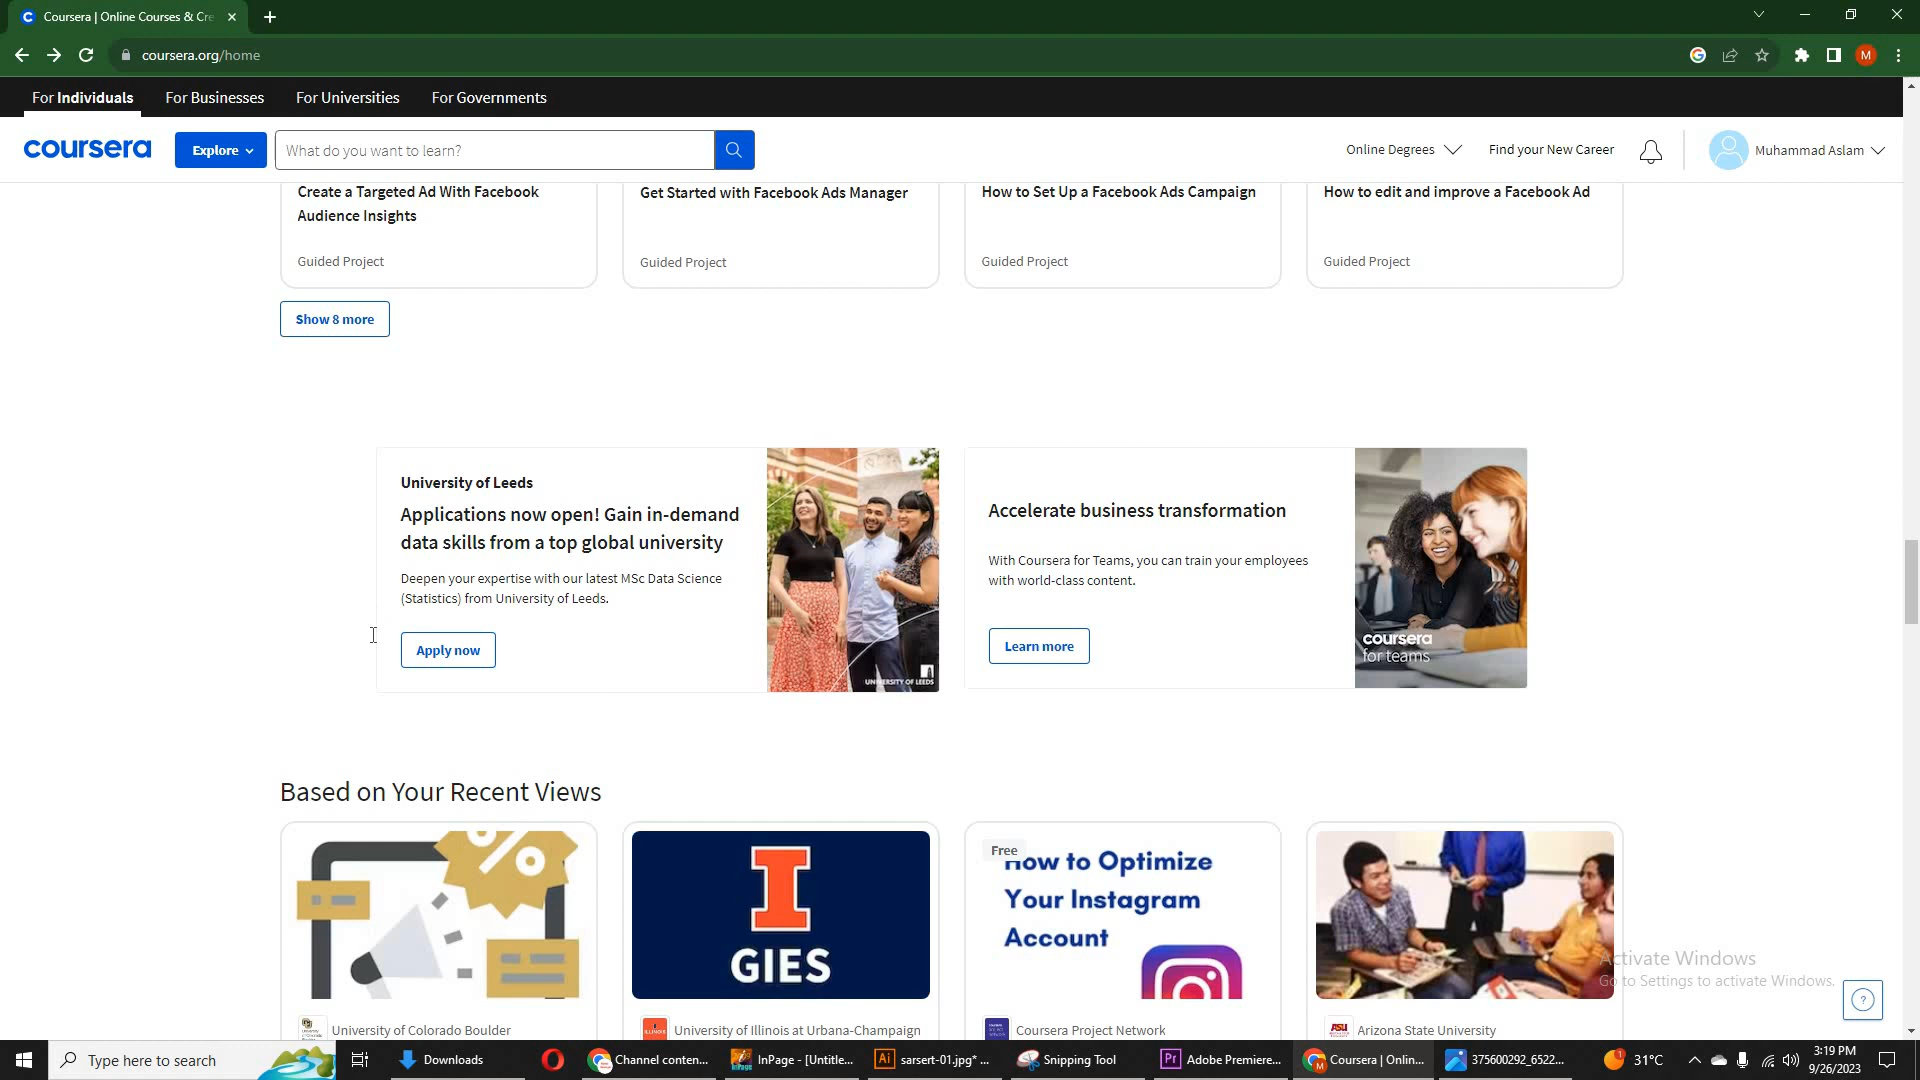 Coursera | Online Courses & Cre
coursera.org/home
M
For Individuals
For Businesses
For Universities
For Governments
coursera
Explore
What do you want to learn?
Online Degrees
Find your New Career
Muhammad Aslam
Create a Targeted Ad With Facebook
Audience Insights
Guided Project
Get Started with Facebook Ads Manager
Guided Project
How to Set Up a Facebook Ads Campaign
Guided Project
How to edit and improve a Facebook Ad
Guided Project
Show 8 more
University of Leeds
Applications now open! Gain in-demand
data skills from a top global university
Deepen your expertise with our latest MSc Data Science
(Statistics) from University of Leeds.
Apply now
UNIVERSITY OF LEEDS
Accelerate business transformation
With Coursera for Teams, you can train your employees
with world-class content.
Learn more
coursera
for teams
Based on Your Recent Views
%
University of Colorado Boulder
I
GIES
University of Illinois at Urbana-Champaign
Free
How to Optimize
Your Instagram
Account
Coursera Project Network
ASU
Arizona State University
Activate Windows
Go to Settings to activate Windows.
?
Type here to search
Downloads
Channel conten...
InPage - [Untitle...
Ai
sarsert-01.jpg* ...
Snipping Tool
Pr
Adobe Premiere...
Coursera | Onlin...
375600292_6522...
1
31°C
3:19 PM
9/26/2023